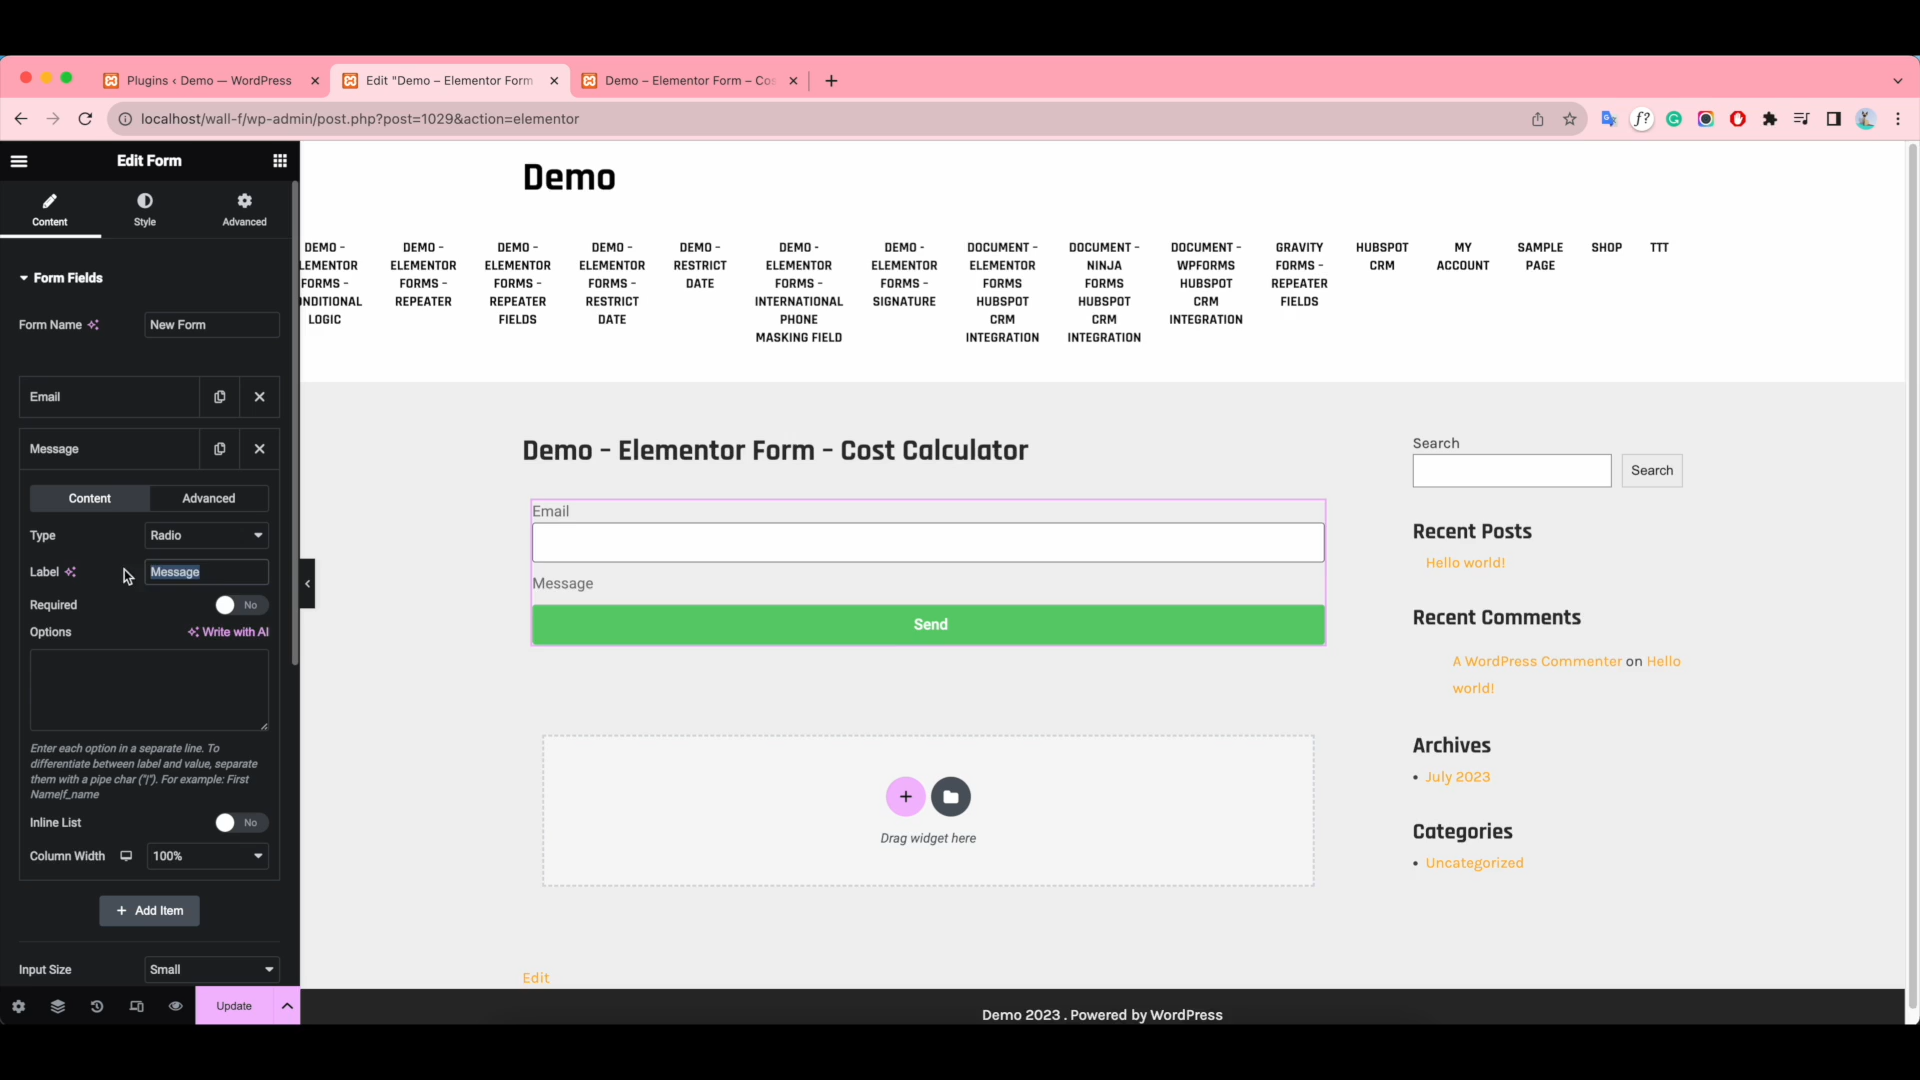 Plugins ‹ Demo — WordPress
Edit "Demo – Elementor Form
Demo – Elementor Form – Cos
localhost/wall-f/wp-admin/post.php?post=1029&action=elementor
Edit Form
Content
Style
Advanced
Form Fields
Form Name
New Form
Email
Message
Content
Advanced
Type
Radio
Label
Message
Required
No
Options
Write with AI
Enter each option in a separate line. To
differentiate between label and value, separate
them with a pipe char ("|"). For example: First
Name|f_name
Inline List
No
Column Width
100%
+ Add Item
Input Size
Small
Update
Demo
DEMO –
LEMENTOR
FORMS –
NDITIONAL
LOGIC
DEMO –
ELEMENTOR
FORMS –
REPEATER
DEMO –
ELEMENTOR
FORMS –
REPEATER
FIELDS
DEMO –
ELEMENTOR
FORMS –
RESTRICT
DATE
DEMO –
RESTRICT
DATE
DEMO -
ELEMENTOR
FORMS –
INTERNATIONAL
PHONE
MASKING FIELD
DEMO -
ELEMENTOR
FORMS –
SIGNATURE
DOCUMENT –
ELEMENTOR
FORMS
HUBSPOT
CRM
INTEGRATION
DOCUMENT –
NINJA
FORMS
HUBSPOT
CRM
INTEGRATION
DOCUMENT –
WPFORMS
HUBSPOT
CRM
INTEGRATION
GRAVITY
FORMS –
REPEATER
FIELDS
HUBSPOT
CRM
MY
ACCOUNT
SAMPLE
PAGE
SHOP
TTT
Demo – Elementor Form – Cost Calculator
Email
Message
Send
Drag widget here
Edit
Search
Search
Recent Posts
Hello world!
Recent Comments
A WordPress Commenter on Hello
world!
Archives
• July 2023
Categories
• Uncategorized
Demo 2023 . Powered by WordPress